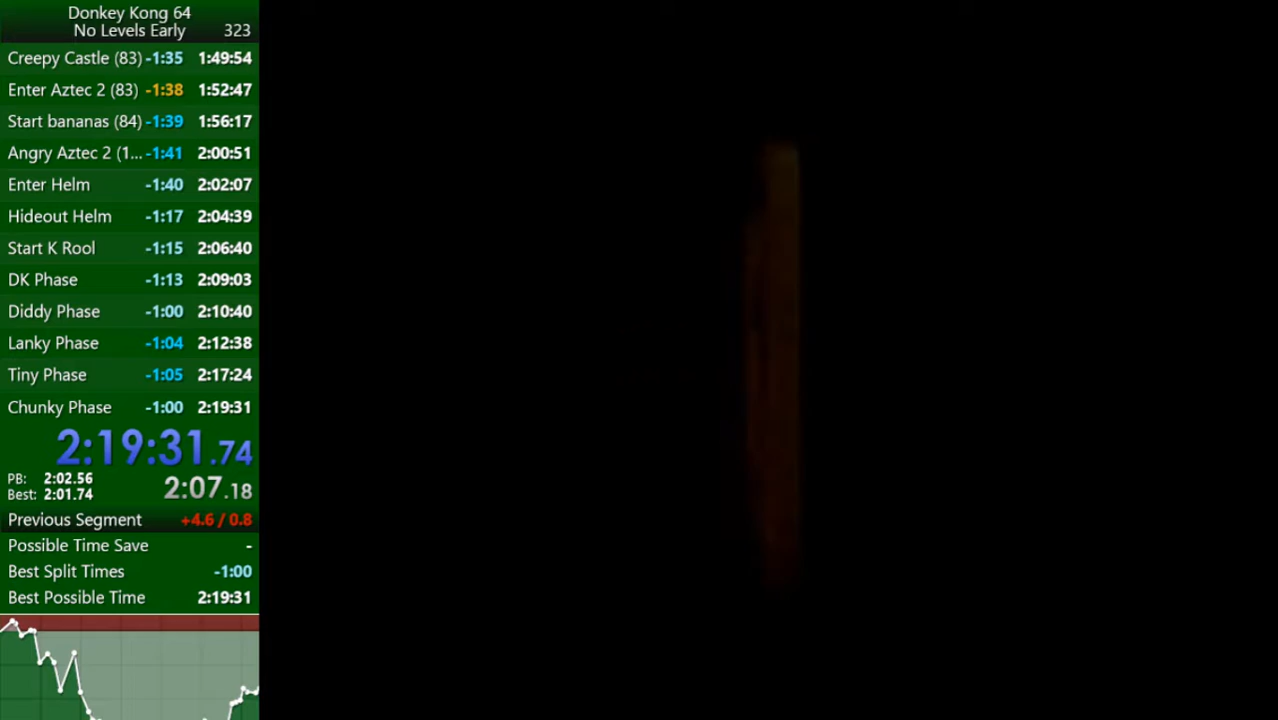 Donkey Kong 64
No Levels Early 323
Creepy Castle (83) -1:35 1:49:54
Enter Aztec 2 (83) -1:38 1:52:47
Start bananas (84) -1:39 1:56:17
Angry Aztec 2 (1... -1:41 2:00:51
Enter Helm -1:40 2:02:07
Hideout Helm -1:17 2:04:39
Start K Rool -1:15 2:06:40
DK Phase -1:13 2:09:03
Diddy Phase -1:00 2:10:40
Lanky Phase -1:04 2:12:38
Tiny Phase -1:05 2:17:24
Chunky Phase -1:00 2:19:31
2:19:31.74
PB: 2:02.56
Best: 2:01.74
2:07.18
Previous Segment +4.6 / 0.8
Possible Time Save -
Best Split Times -1:00
Best Possible Time 2:19:31